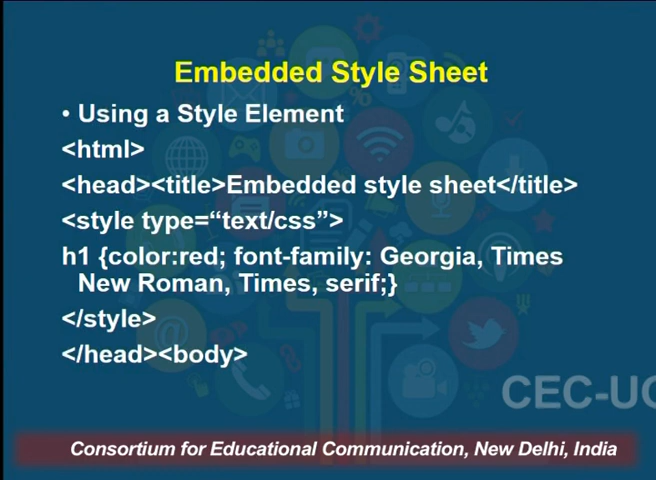 Embedded Style Sheet
• Using a Style Element
<html>
<head><title>Embedded style sheet</title>
<style type=“text/css”>
h1 {color:red; font-family: Georgia, Times
New Roman, Times, serif;}
</style>
</head><body>
CEC-UG
Consortium for Educational Communication, New Delhi, India